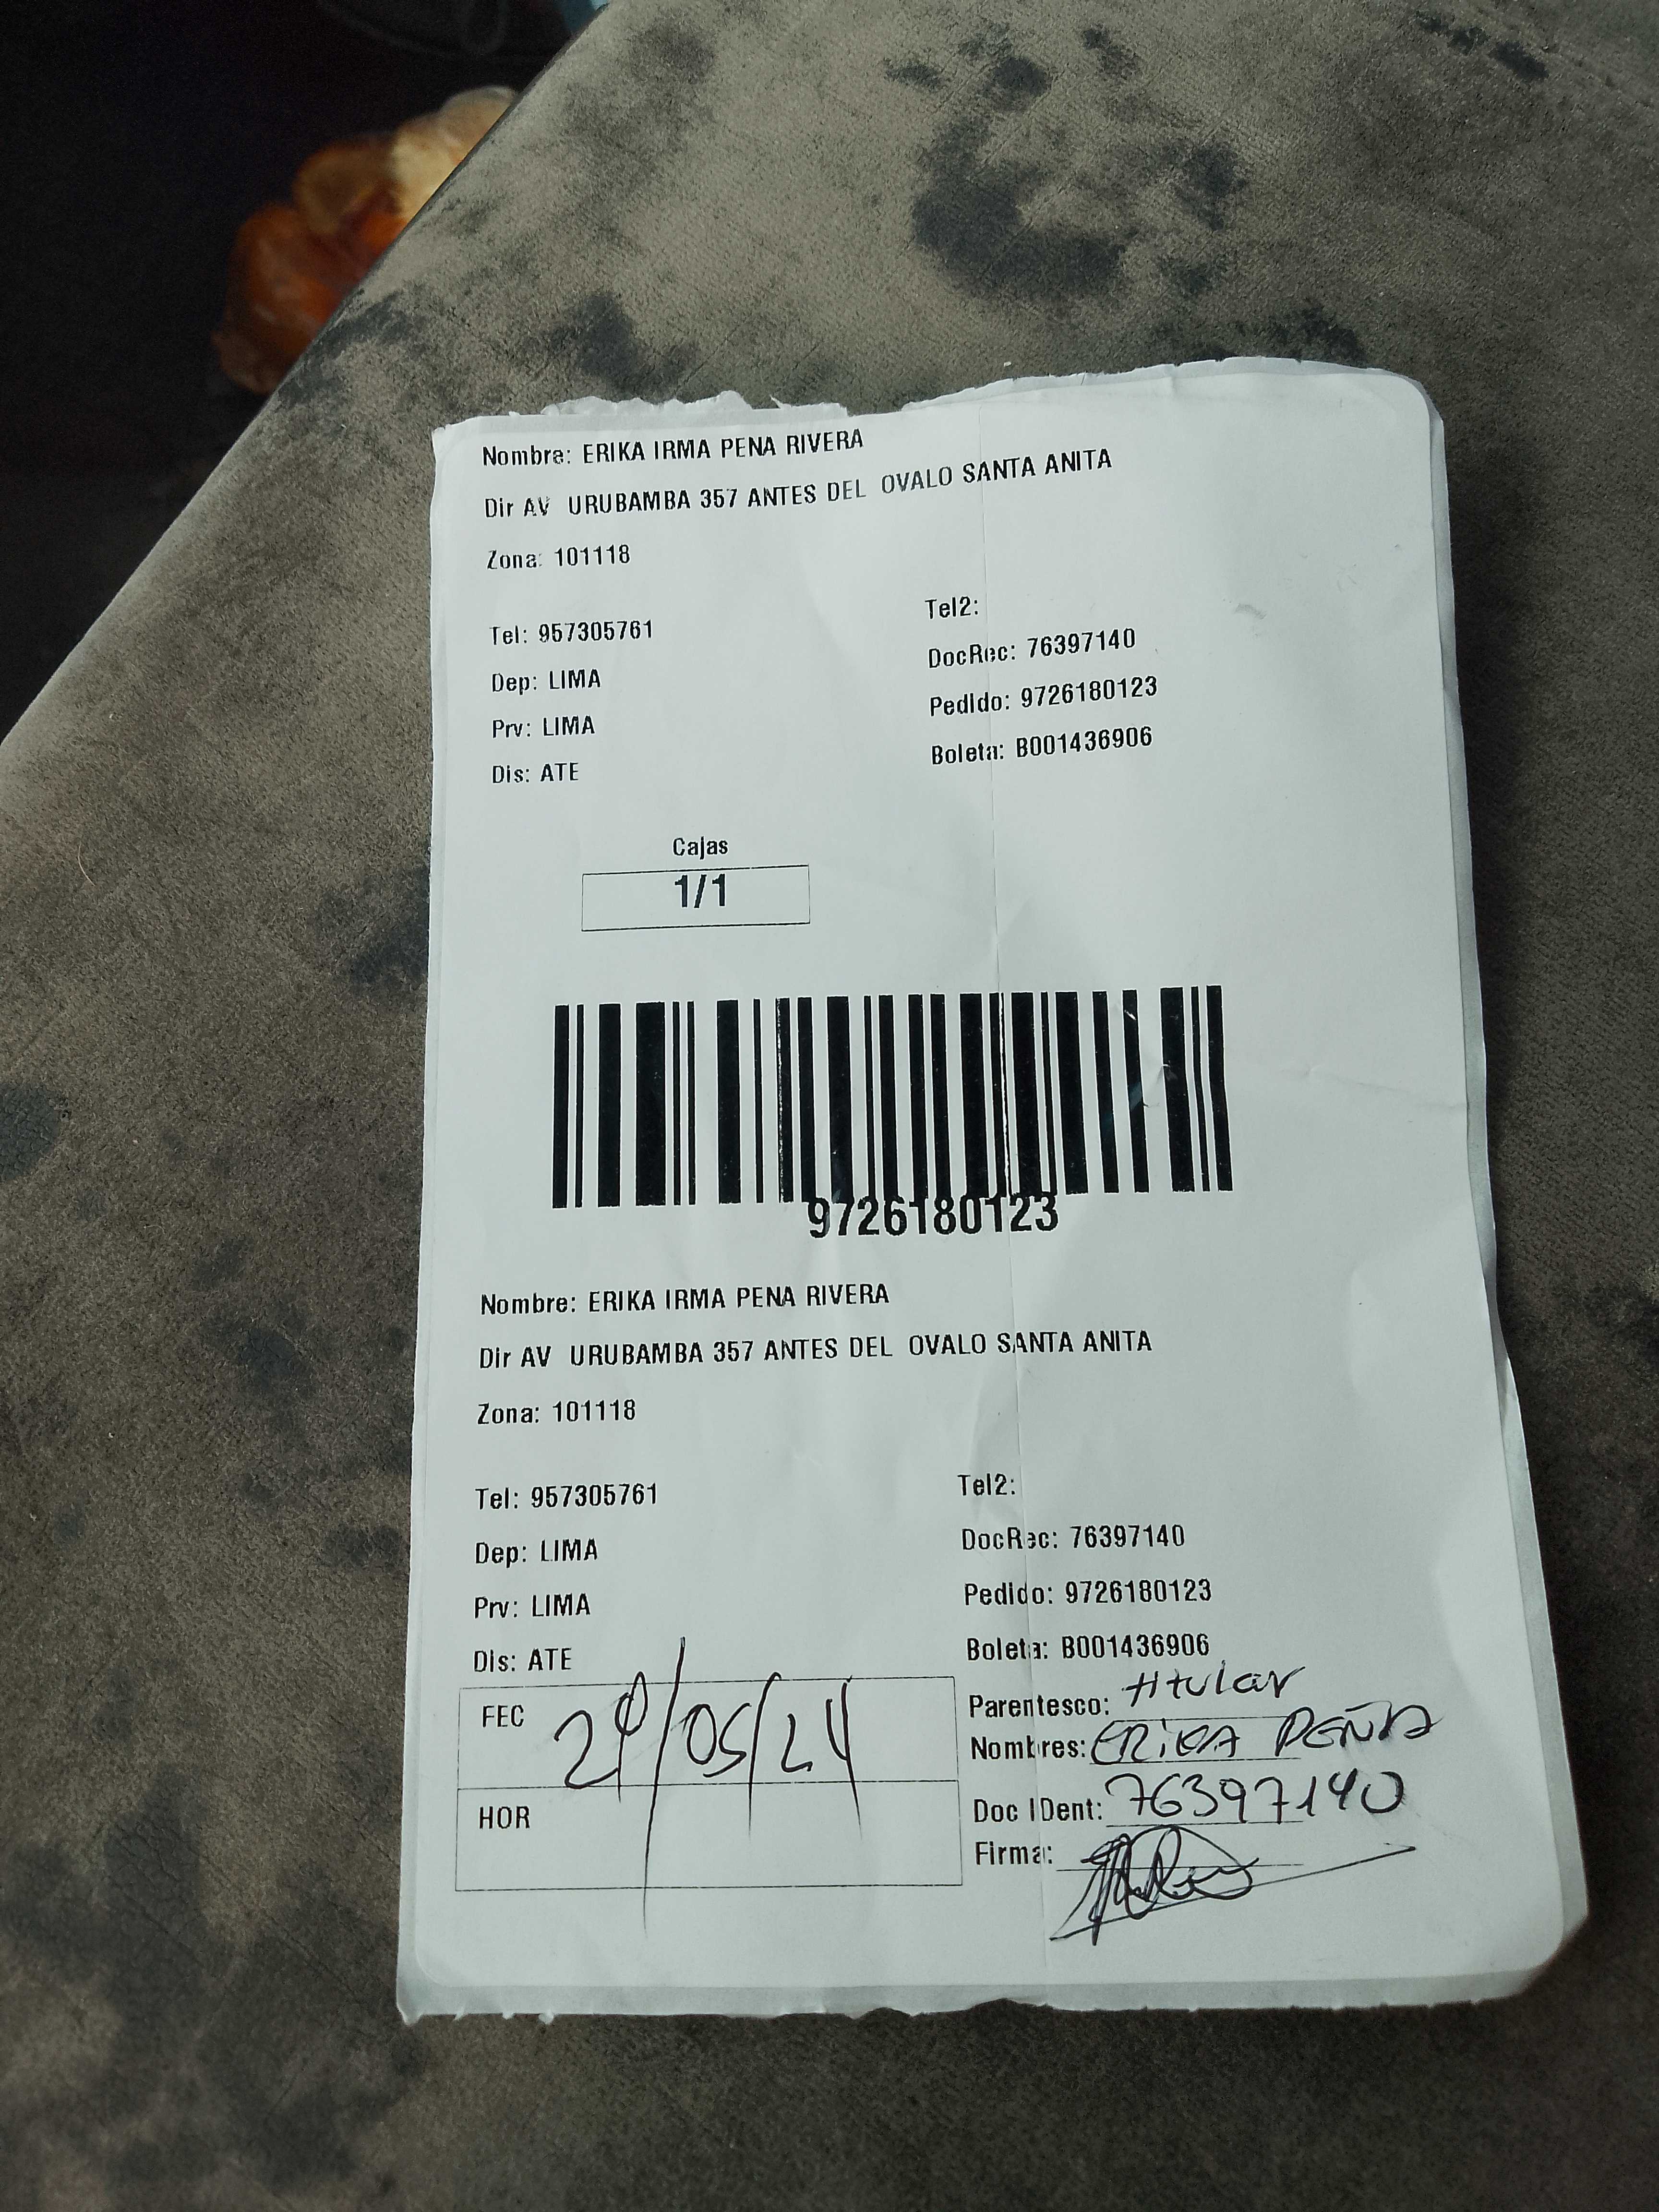 Nombre: ERIKA IRMA PENA RIVERA
Dir AV URUBAMBA 357 ANTES DEL OVALO SANTA ANITA
Zona: 101118
Tel: 957305761
Tel2:
Dep: LIMA
DocRec: 76397140
Prv: LIMA
Pedido: 9726180123
Dis: ATE
Boleta: B001436906
Cajas
1/1
9726180123
Nombre: ERIKA IRMA PENA RIVERA
Dir AV URUBAMBA 357 ANTES DEL OVALO SANTA ANITA
Zona: 101118
Tel: 957305761
Tel2:
Dep: LIMA
DocRec: 76397140
Prv: LIMA
Pedido: 9726180123
Dis: ATE
Boleta: B001436906
FEC
Parentesco: titular
Nombres: ERIKA PEÑA
HOR
Doc IDent: 76397140
Firma: